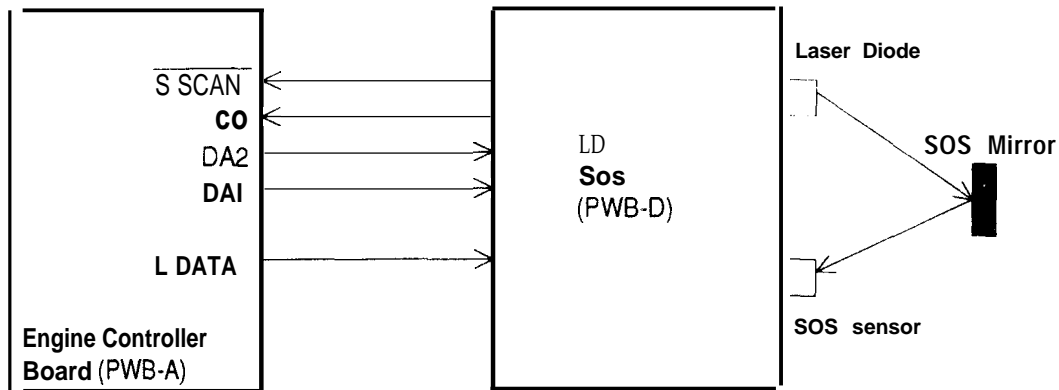 S SCAN
CO
DA2
DAI
L DATA
Engine Controller
Board (PWB-A)
LD
Sos
(PWB-D)
Laser Diode
SOS Mirror
SOS sensor